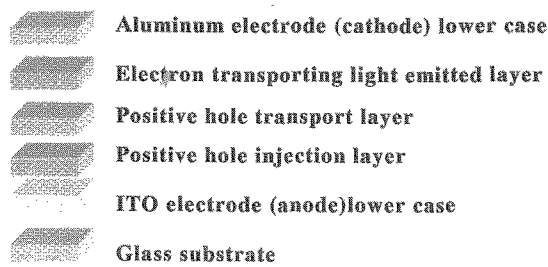 Aluminum electrode (cathode) lower case
Electron transporting light emitted layer
Positive hole transport layer
Positive hole injection layer
ITO electrode (anode)lower case
Glass substrate